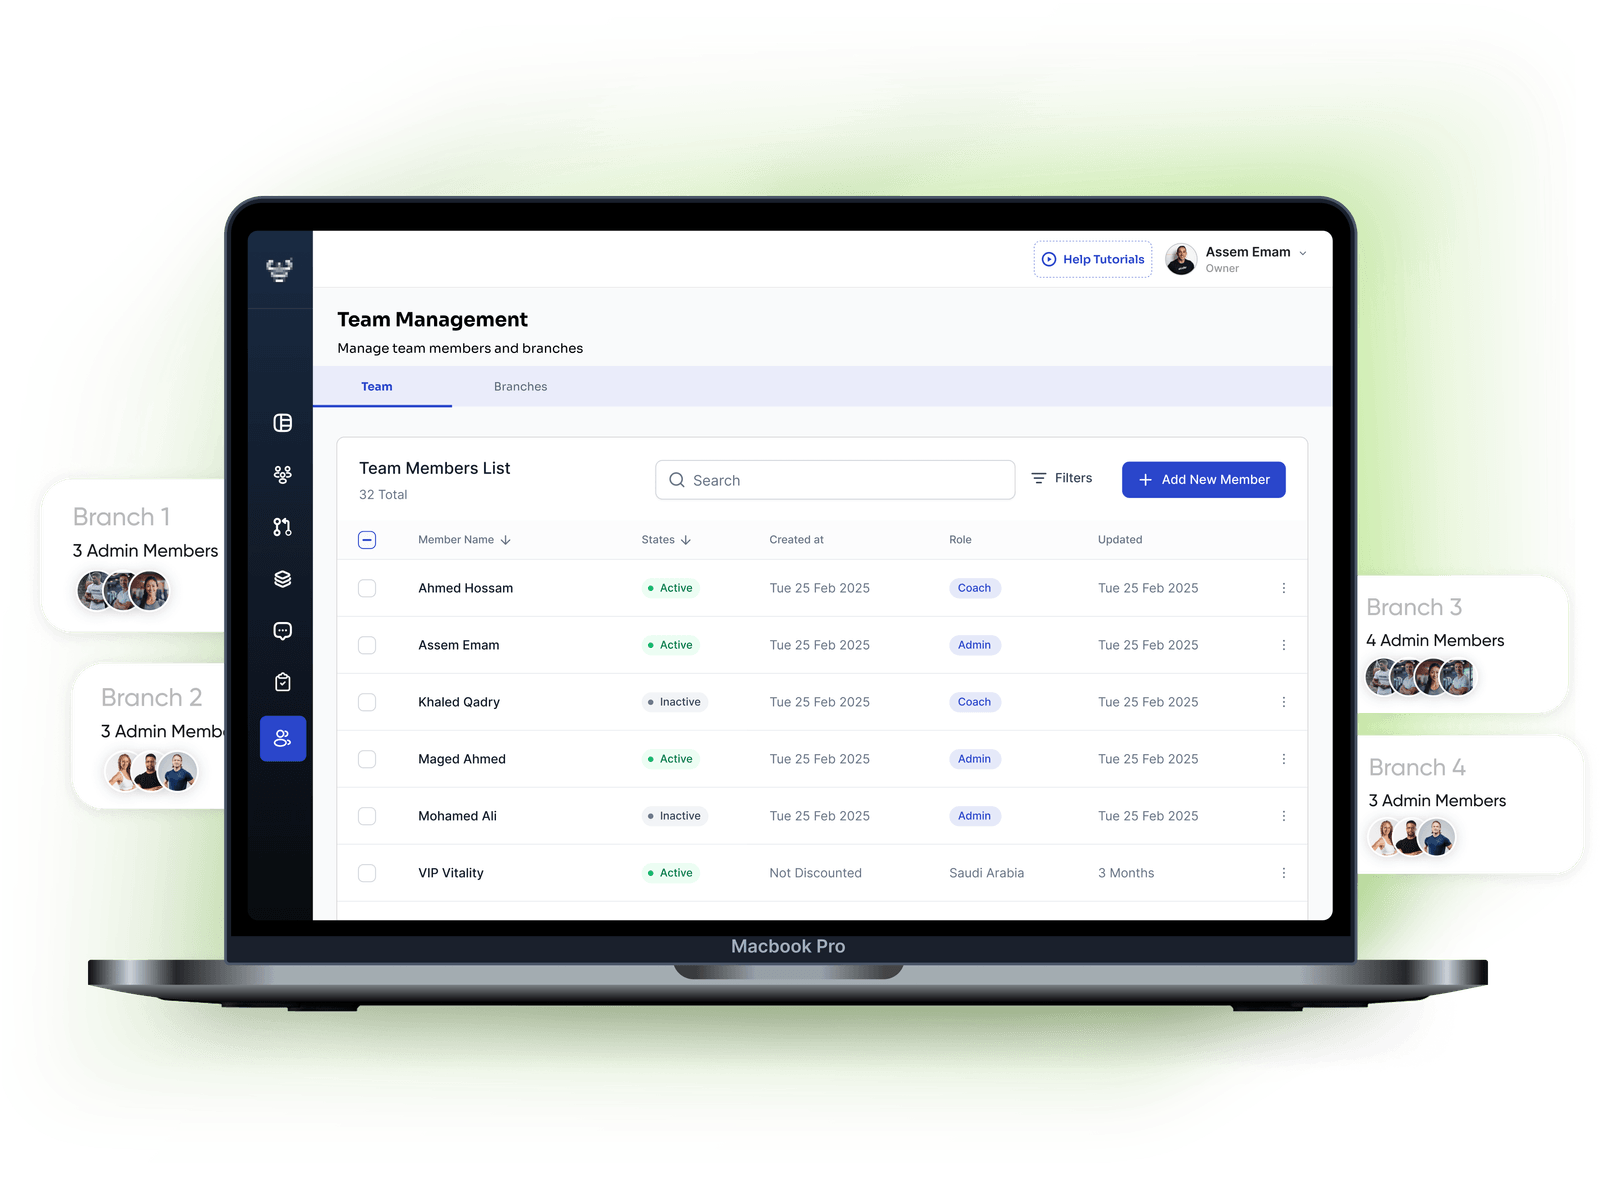 Help Tutorials
Assem Emam
Owner
Team Management
Manage team members and branches
Team Branches
Team Members List
32 Total
Search
Filters
+ Add New Member
Member Name States Created at Role Updated
Ahmed Hossam Active Tue 25 Feb 2025 Coach Tue 25 Feb 2025
Assem Emam Active Tue 25 Feb 2025 Admin Tue 25 Feb 2025
Khaled Qadry Inactive Tue 25 Feb 2025 Coach Tue 25 Feb 2025
Maged Ahmed Active Tue 25 Feb 2025 Admin Tue 25 Feb 2025
Mohamed Ali Inactive Tue 25 Feb 2025 Admin Tue 25 Feb 2025
VIP Vitality Active Not Discounted Saudi Arabia 3 Months
Macbook Pro
Branch 1
3 Admin Members
Branch 2
3 Admin Membe
Branch 3
4 Admin Members
Branch 4
3 Admin Members